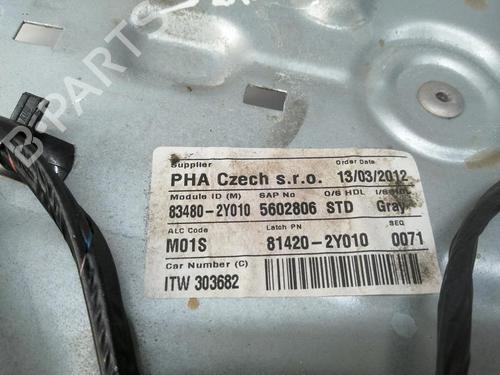 Supplier Order Date
PHA Czech s.r.o. 13/03/2012
Module ID (M) SAP No O/S HDL
83480-2Y010 5602806 STD Gray
ALC Code Latch PN SEQ
M01S 81420-2Y010 0071
Car Number (C)
ITW 303682
B-PARTS